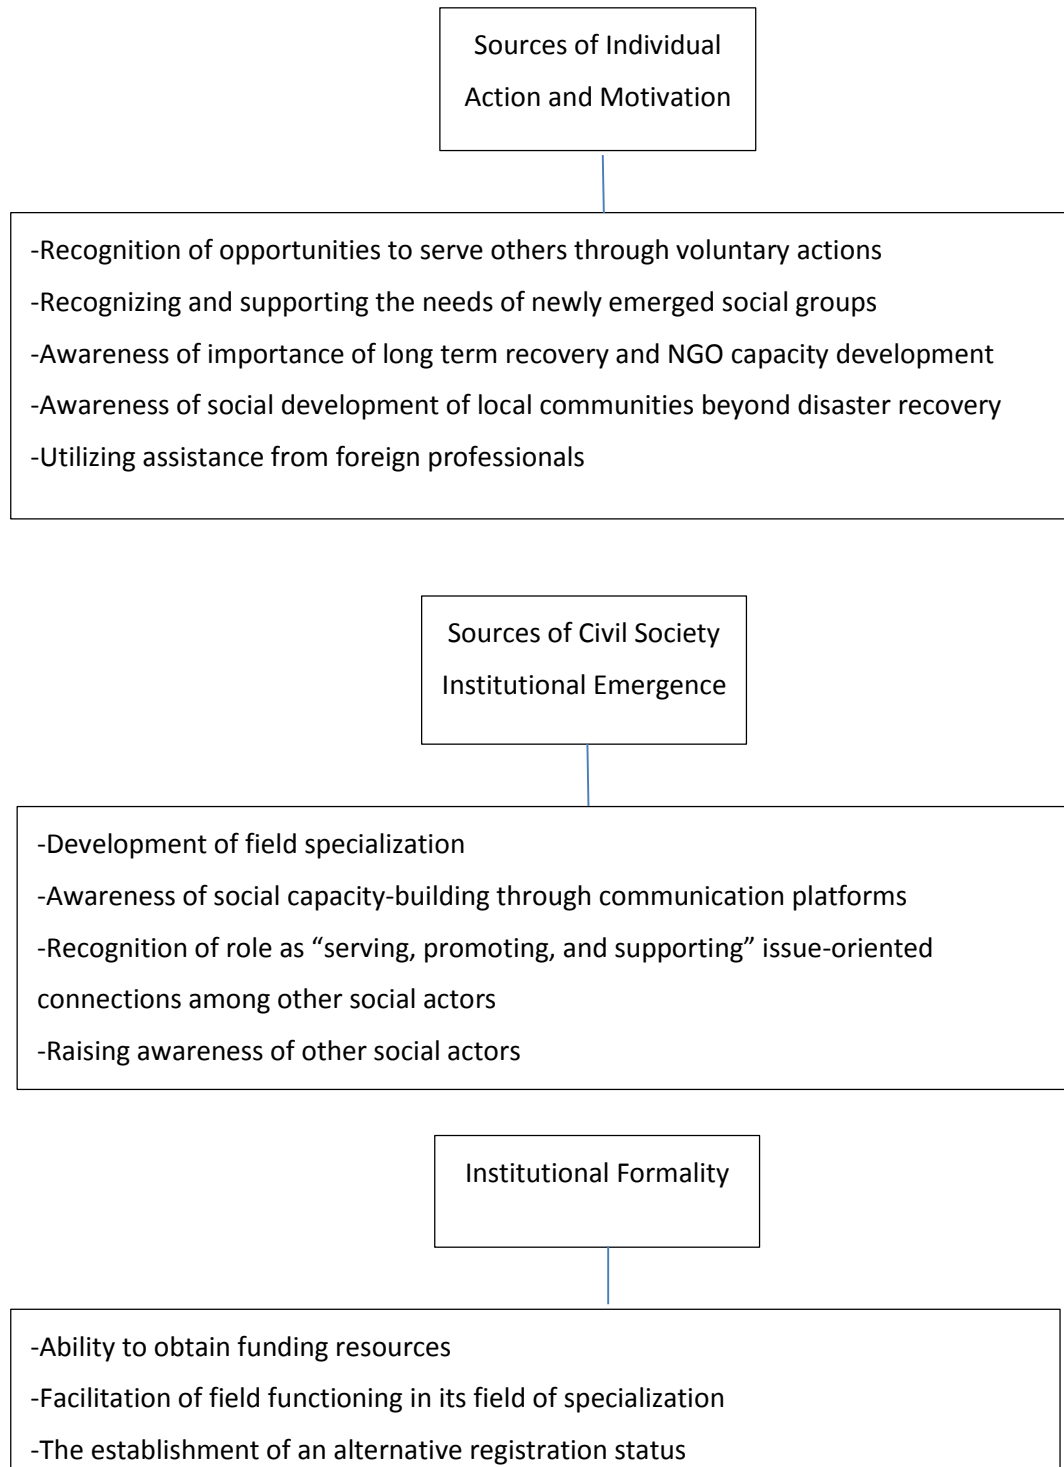 Sources of Individual
Action and Motivation
-Recognition of opportunities to serve others through voluntary actions
-Recognizing and supporting the needs of newly emerged social groups
-Awareness of importance of long term recovery and NGO capacity development
-Awareness of social development of local communities beyond disaster recovery
-Utilizing assistance from foreign professionals
Sources of Civil Society
Institutional Emergence
-Development of field specialization
-Awareness of social capacity-building through communication platforms
-Recognition of role as “serving, promoting, and supporting” issue-oriented
connections among other social actors
-Raising awareness of other social actors
Institutional Formality
-Ability to obtain funding resources
-Facilitation of field functioning in its field of specialization
-The establishment of an alternative registration status